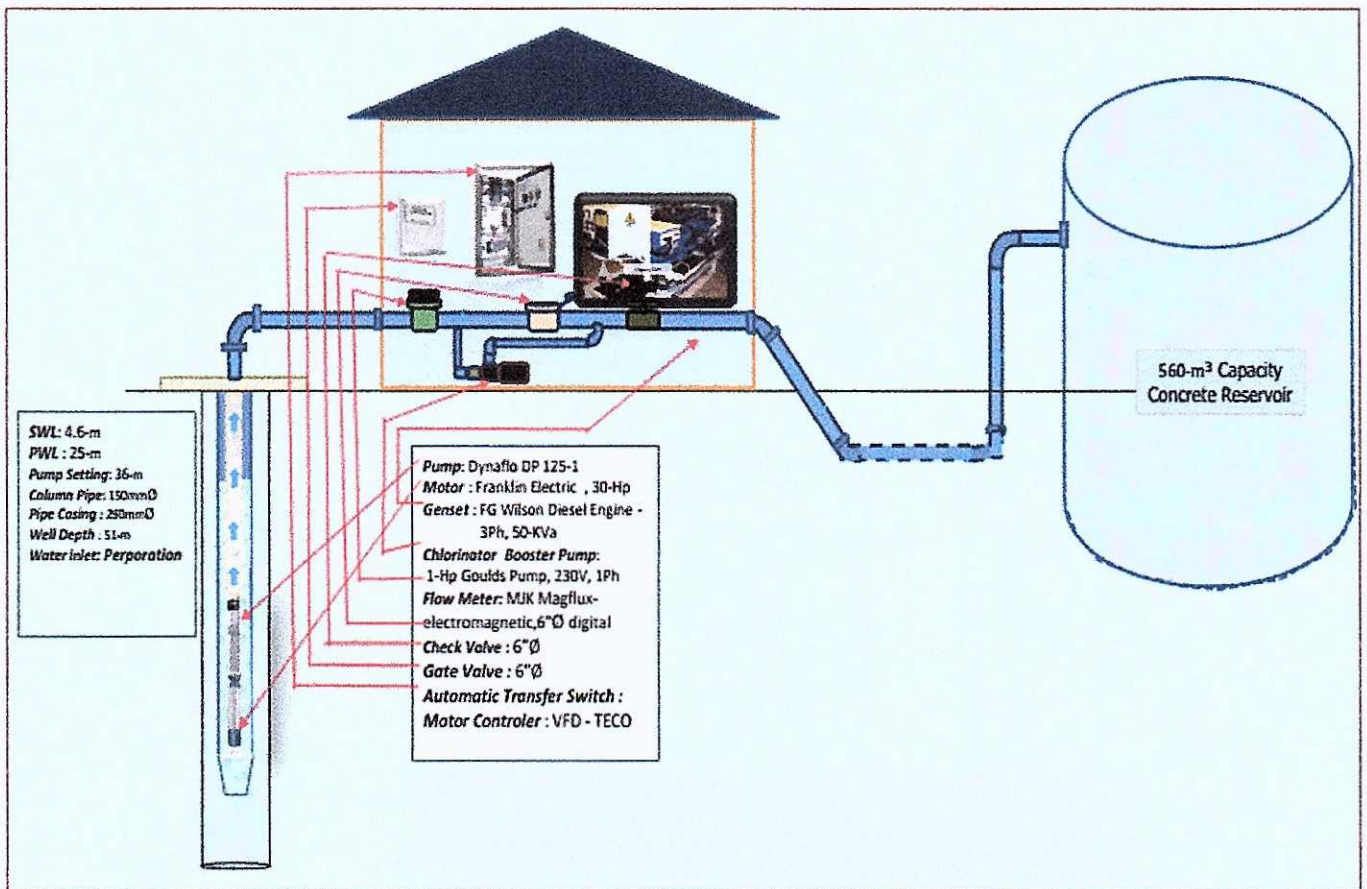 SWL: 4.6-m
PWL : 25-m
Pump Setting: 36-m
Column Pipe: 150mmØ
Pipe Casing : 250mmØ
Well Depth : 51-m
Water Inlet: Perporation
Pump: Dynaflo DP 125-1
Motor : Franklin Electric , 30-Hp
Genset : FG Wilson Diesel Engine -
3Ph, 50-KVa
Chlorinator Booster Pump:
1-Hp Goulds Pump, 230V, 1Ph
Flow Meter: MJK Magflux-
electromagnetic,6"Ø digital
Check Valve : 6"Ø
Gate Valve : 6"Ø
Automatic Transfer Switch :
Motor Controler : VFD - TECO
560-m³ Capacity
Concrete Reservoir